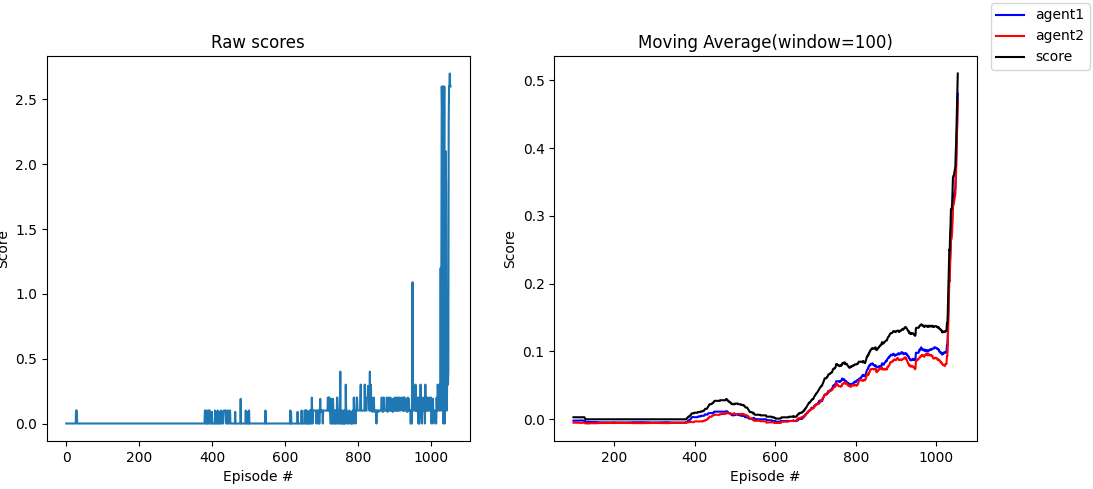 Raw scores
Score
2.5
2.0
1.5
1.0
0.5
0.0
0 200 400 600 800 1000
Episode #
Moving Average(window=100)
Score
0.5
0.4
0.3
0.2
0.1
0.0
200 400 600 800 1000
Episode #
agent1
agent2
score